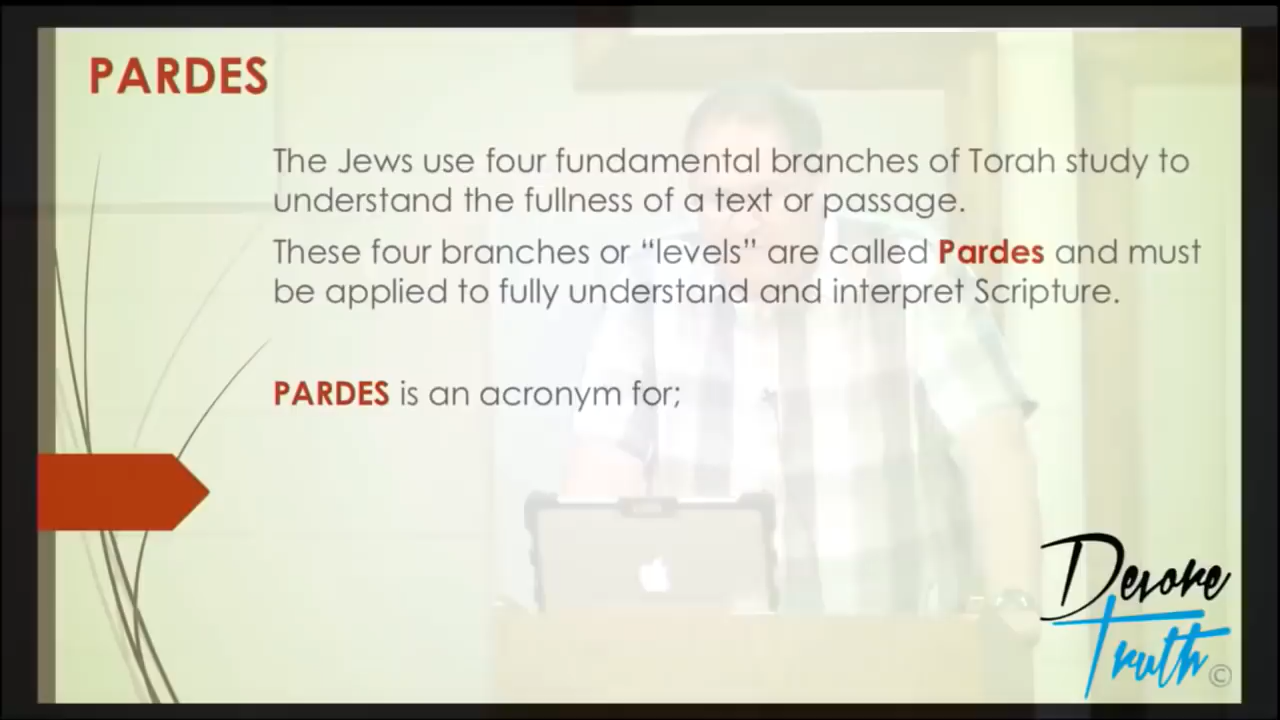 PARDES
The Jews use four fundamental branches of Torah study to
understand the fullness of a text or passage.
These four branches or “levels” are called Pardes and must
be applied to fully understand and interpret Scripture.
PARDES is an acronym for;
Devore
Truth ©